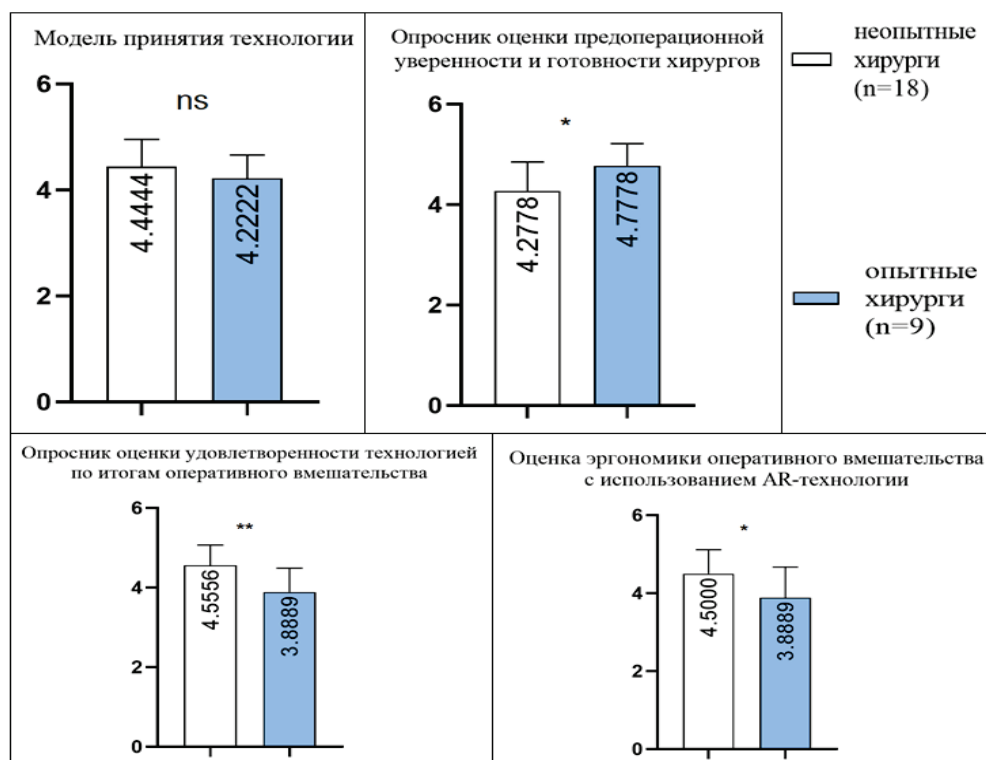 Модель принятия технологии
ns
6
4
2
0
4.4444
4.2222
Опросник оценки предоперационной
уверенности и готовности хирургов
*
6
4
2
0
4.2778
4.7778
неопытные
хирурги
(n=18)
опытные
хирурги
(n=9)
Опросник оценки удовлетворенности технологией
по итогам оперативного вмешательства
**
6
4
2
0
4.5556
3.8889
Оценка эргономики оперативного вмешательства
с использованием AR-технологии
*
6
4
2
0
4.5000
3.8889